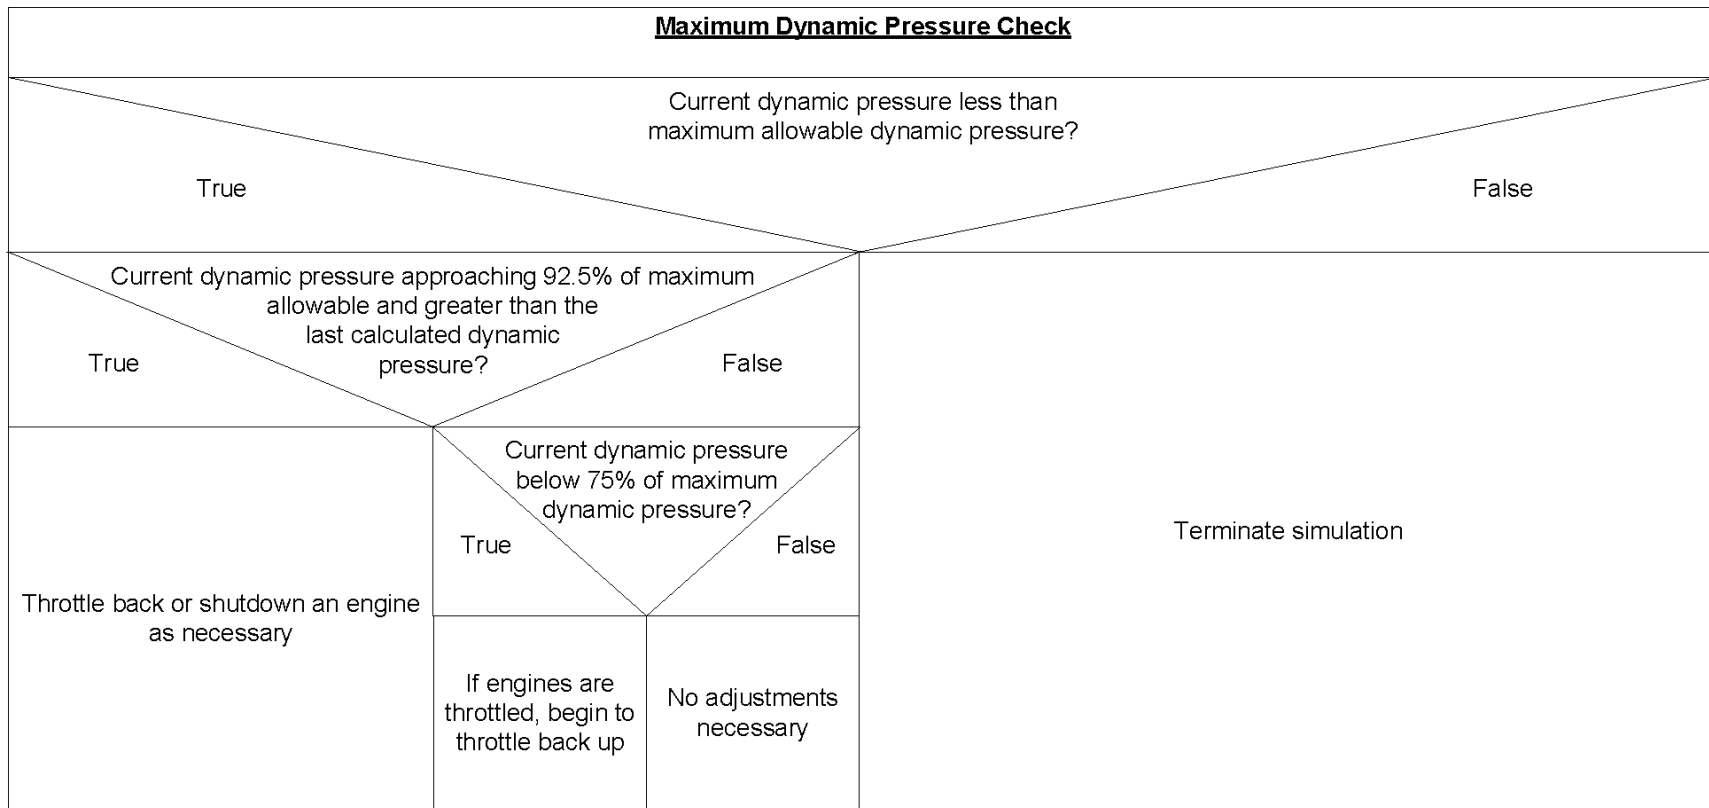 Maximum Dynamic Pressure Check
Current dynamic pressure less than
maximum allowable dynamic pressure?
True
False
Current dynamic pressure approaching 92.5% of maximum
allowable and greater than the
last calculated dynamic
pressure?
True
False
Current dynamic pressure
below 75% of maximum
dynamic pressure?
True
False
Terminate simulation
Throttle back or shutdown an engine
as necessary
If engines are
throttled, begin to
throttle back up
No adjustments
necessary